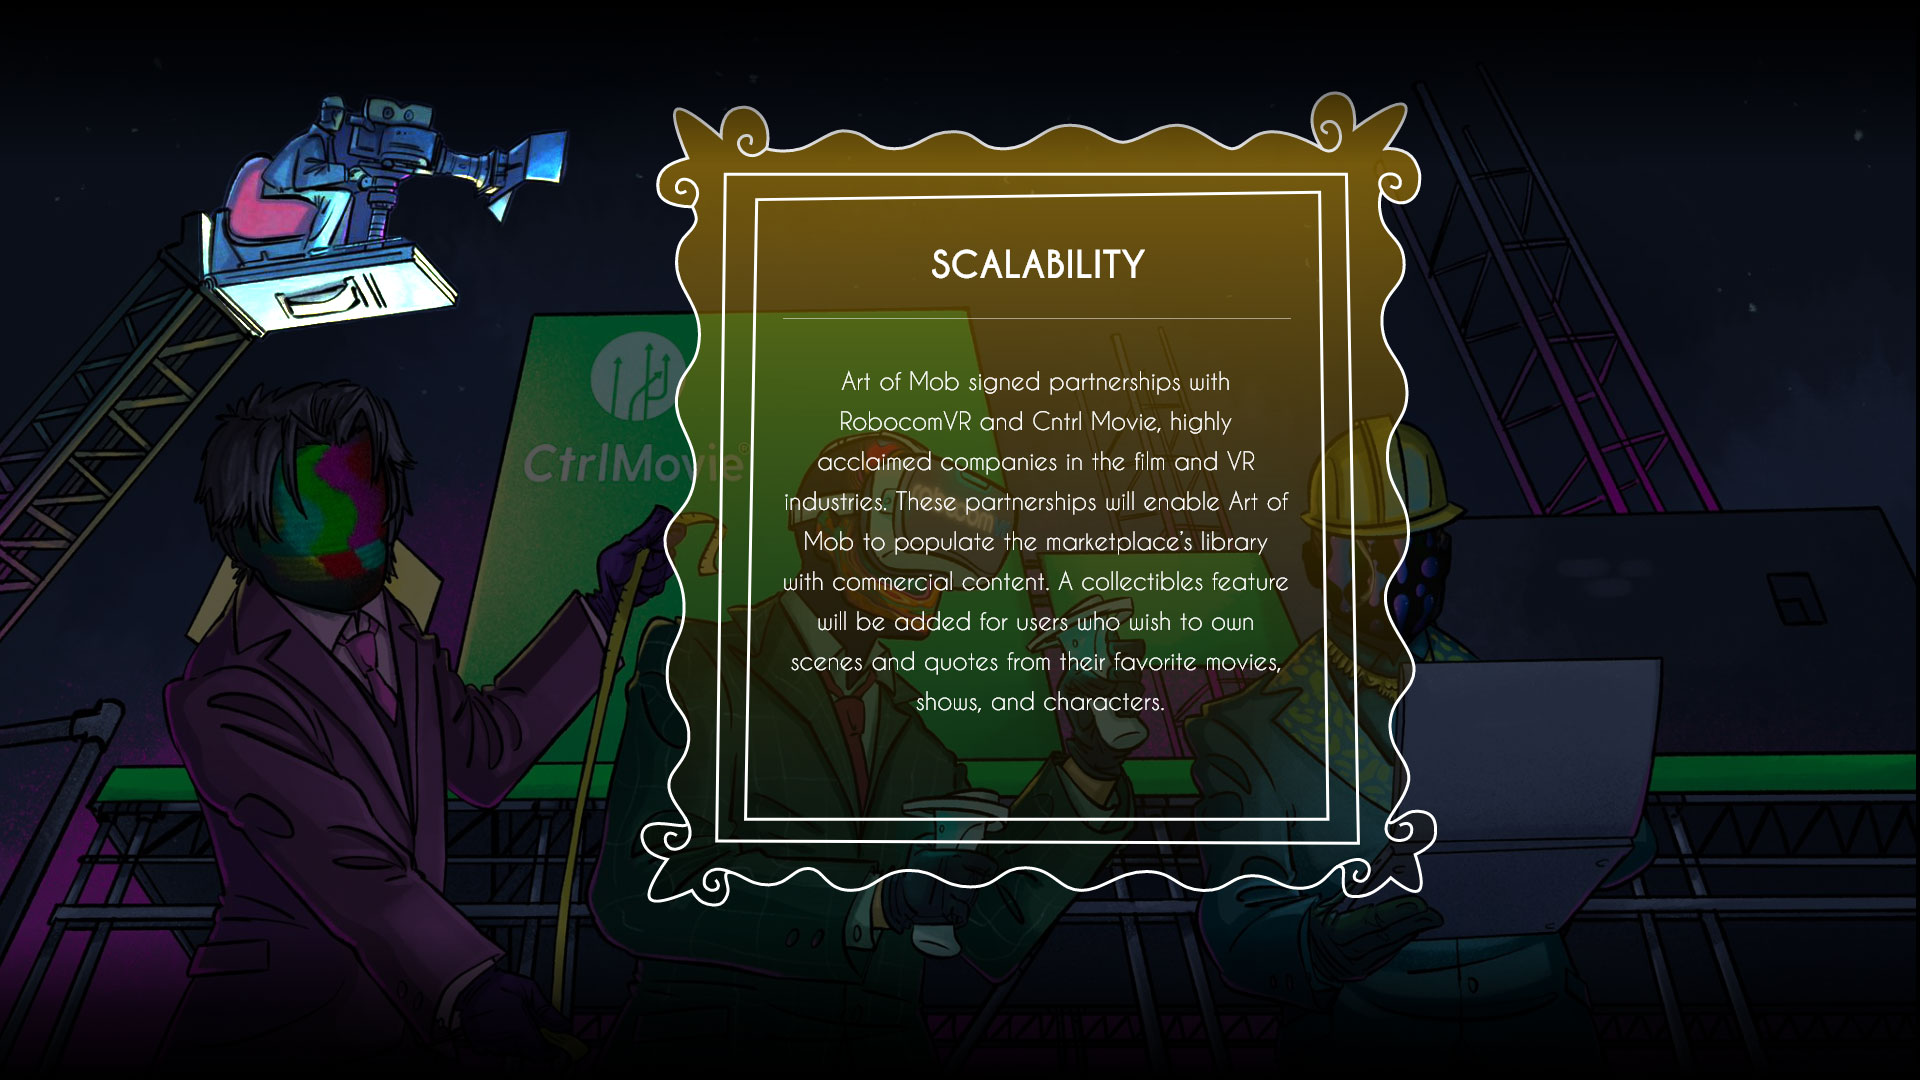 SCALABILITY
CtrlMovie®
Art of Mob signed partnerships with
RobocomVR and Cntrl Movie, highly
acclaimed companies in the film and VR
industries. These partnerships will enable Art of
Mob to populate the marketplace's library
with commercial content. A collectibles feature
will be added for users who wish to own
scenes and quotes from their favorite movies,
shows, and characters.
robocom